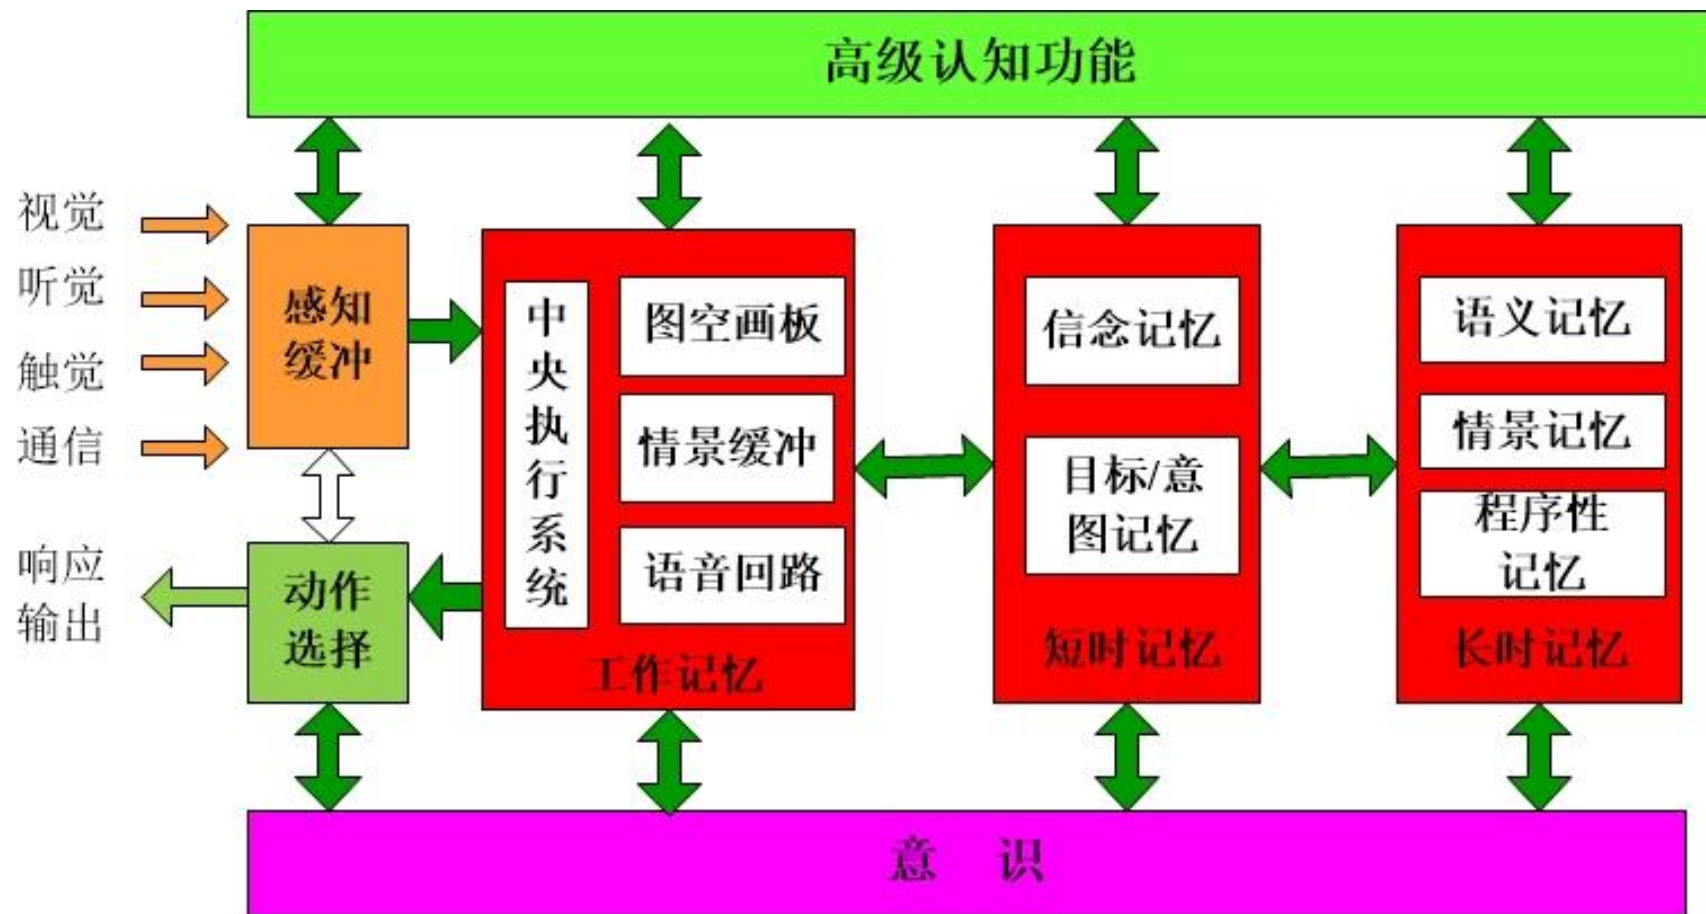 高级认知功能
视觉
听觉
触觉
通信
响应
输出
感知
缓冲
动作
选择
中
央
执
行
系
统
图空画板
情景缓冲
语音回路
工作记忆
信念记忆
目标/意
图记忆
短时记忆
语义记忆
情景记忆
程序性
记忆
长时记忆
意 识